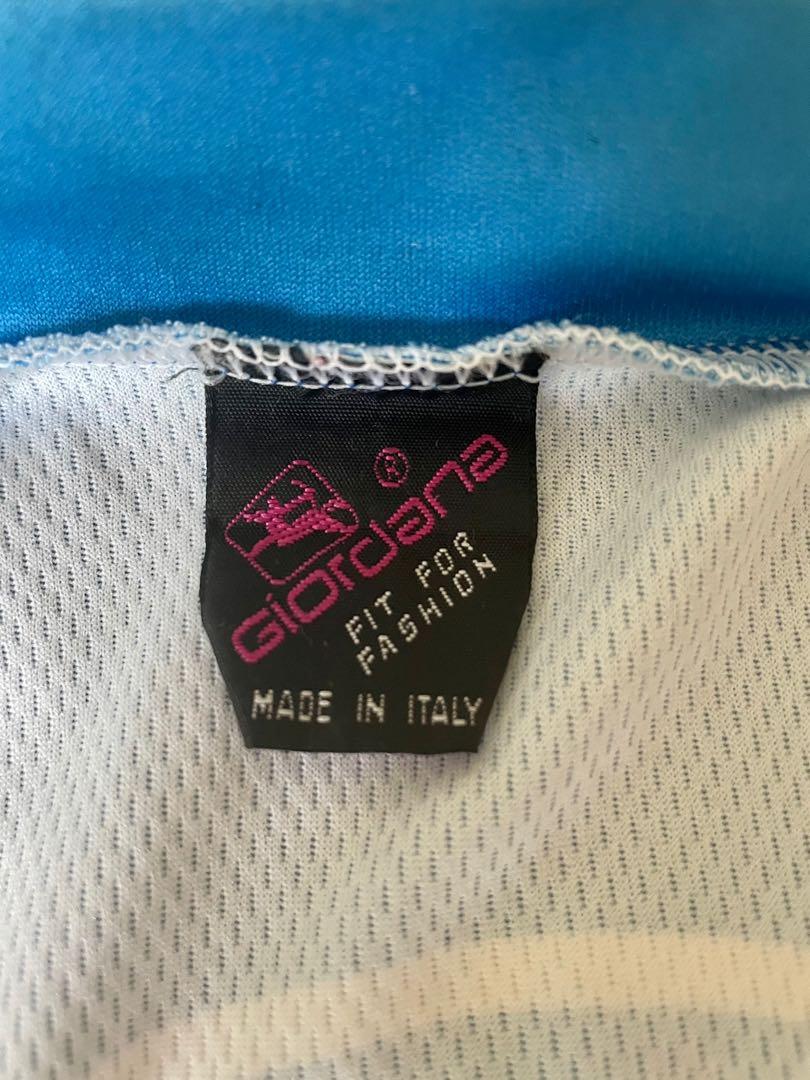 ®
Giordana
FIT FOR
FASHION
MADE IN ITALY